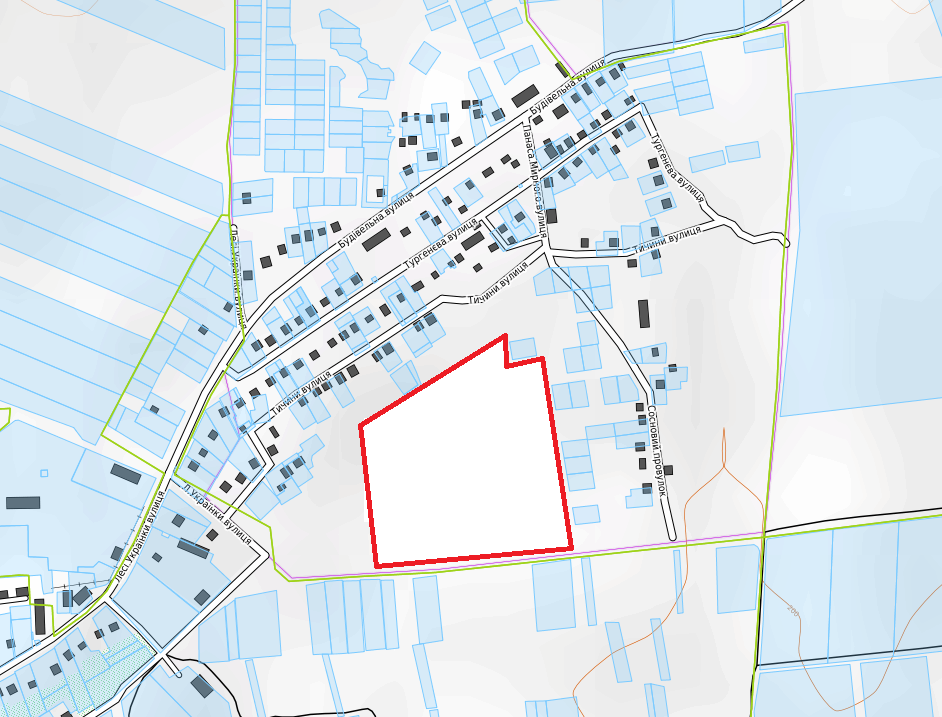 Будівельна.вулиця
Панаса.Мирного.вулиця
Тургенєва.вулиця
Будівельна.вулиця
Тургенєва.вулиця
Лесі.Українки.вулиця
Тичини.вулиця
Тичини.вулиця
Тичини.вулиця
Сосновий.провулок
Л.Українки.вулиця
Лесі.Українки.вулиця
200